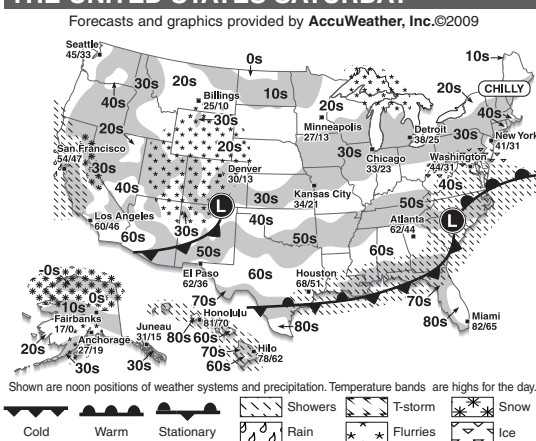 THE UNITED STATES SATURDAY
Forecasts and graphics provided by AccuWeather, Inc.©2009
Seattle
45/33
0s
10s
30s
20s
Billings
25/10
10s
20s
CHILLY
40s
30s
20s
40s
Minneapolis
27/13
Detroit
38/25
30s
New York
41/31
20s
20s
San Francisco
54/47
30s
Chicago
33/23
Washington
44/31
30s
Denver
30/13
40s
Kansas City
34/21
40s
30s
L
50s
Los Angeles
60/46
40s
Atlanta
62/44
L
60s
30s
50s
50s
60s
El Paso
62/36
60s
Houston
68/51
-0s
0s
10s
70s
70s
Fairbanks
17/0
Honolulu
81/70
80s
Miami
82/65
Juneau
31/15
80s
Anchorage
27/19
80s
60s
20s
70s
Hilo
78/62
30s
30s
60s
Shown are noon positions of weather systems and precipitation. Temperature bands are highs for the day.
Showers
T-storm
Snow
Cold
Warm
Stationary
Rain
Flurries
Ice